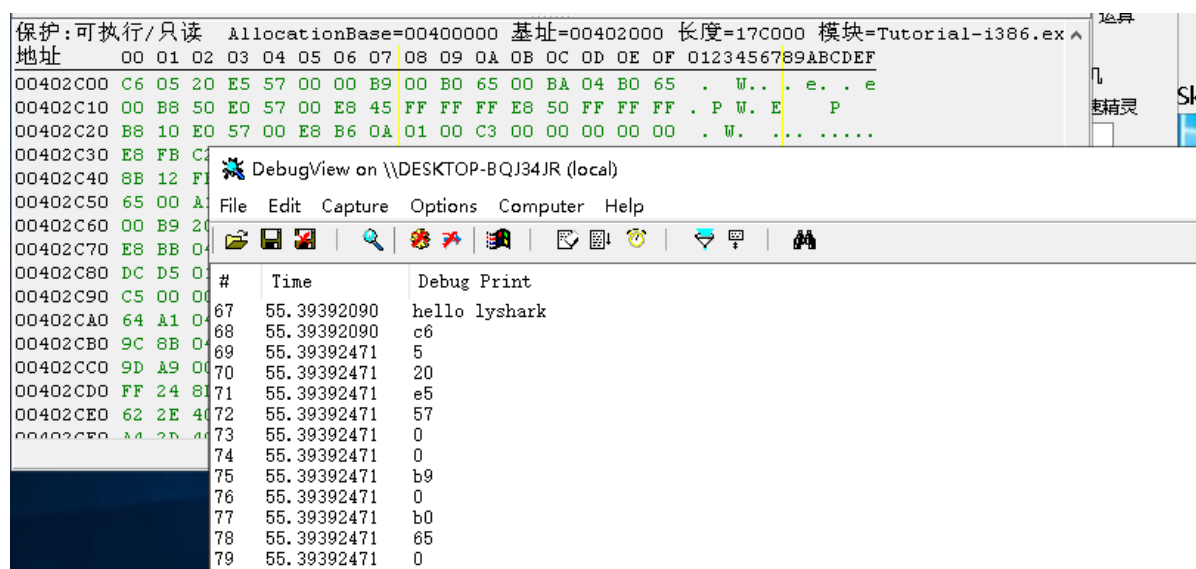 保护:可执行/只读 AllocationBase=00400000 基址=00402000 长度=17C000 模块=Tutorial-i386.ex
地址 00 01 02 03 04 05 06 07 08 09 0A 0B 0C 0D 0E 0F 0123456789ABCDEF
00402C00 C6 05 20 E5 57 00 00 B9 00 B0 65 00 BA 04 B0 65 . W.. . e. . e
00402C10 00 B8 50 E0 57 00 E8 45 FF FF FF E8 50 FF FF FF . P W. E P
00402C20 B8 10 E0 57 00 E8 B6 0A 01 00 C3 00 00 00 00 00 . W. .. .....
00402C30 E8 FB
00402C40 8B 12
00402C50 65 00
00402C60 00 B9
00402C70 E8 BB
00402C80 DC D5
00402C90 C5 00
00402CA0 64 A1
00402CB0 9C 8B
00402CC0 9D A9
00402CD0 FF 24
00402CE0 62 2E
运算
速精灵
DebugView on \\DESKTOP-BQJ34JR (local)
File Edit Capture Options Computer Help
# Time Debug Print
67 55.39392090 hello lyshark
68 55.39392090 c6
69 55.39392471 5
70 55.39392471 20
71 55.39392471 e5
72 55.39392471 57
73 55.39392471 0
74 55.39392471 0
75 55.39392471 b9
76 55.39392471 0
77 55.39392471 b0
78 55.39392471 65
79 55.39392471 0